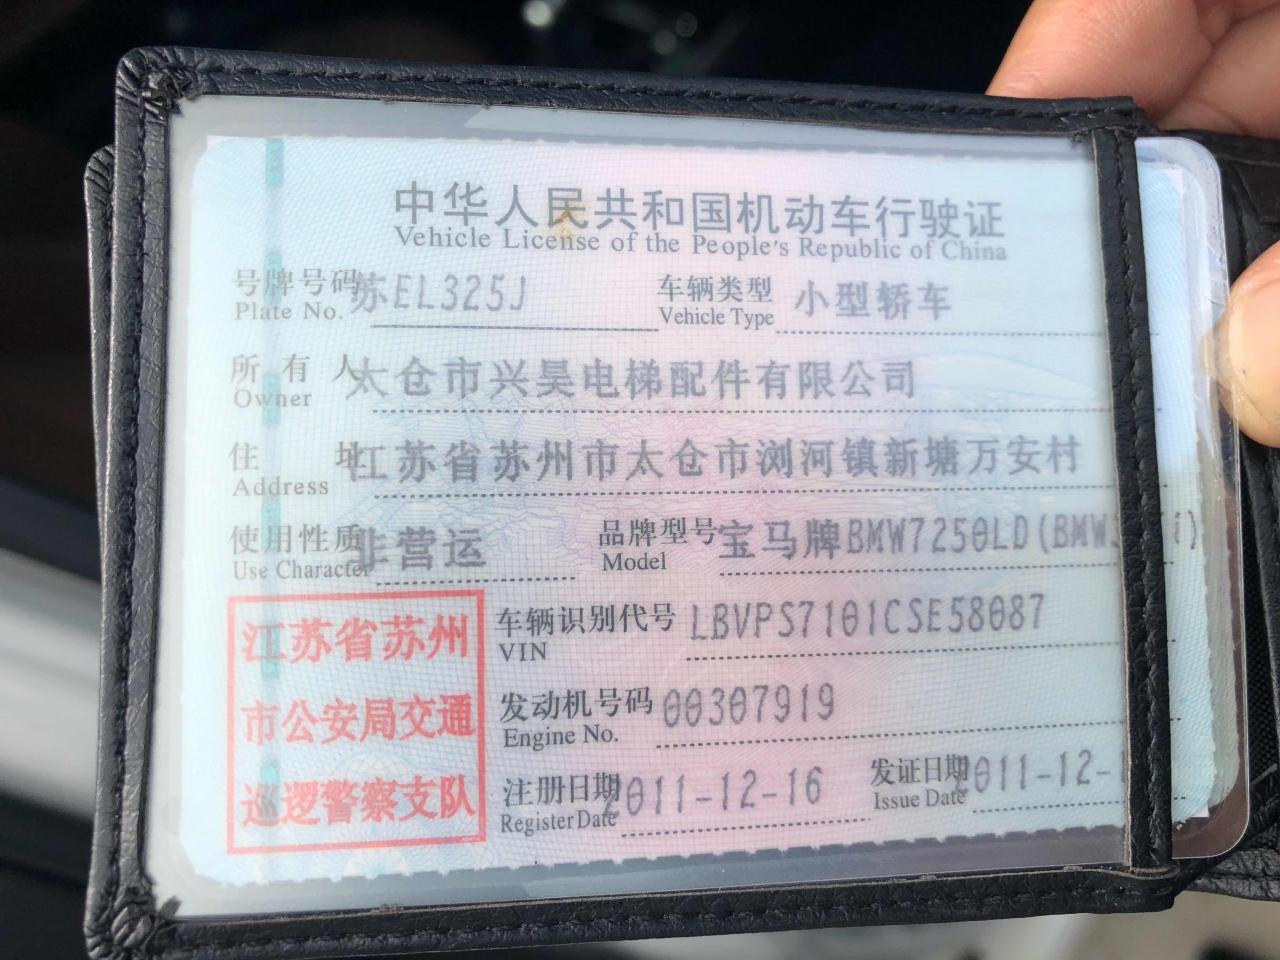 中华人民共和国机动车行驶证
Vehicle License of the People's Republic of China
号牌号码 苏EL325J 车辆类型 小型轿车
Plate No. Vehicle Type
所有人 太仓市兴昊电梯配件有限公司
Owner
住址 江苏省苏州市太仓市浏河镇新塘万安村
Address
使用性质 非营运 品牌型号 宝马牌BMW7250LD(BMW i)
Use Character Model
江苏省苏州
市公安局交通
巡逻警察支队
车辆识别代号 LBVPS7101CSE58087
VIN
发动机号码 00307919
Engine No.
注册日期 2011-12-16 发证日期 2011-12-
Register Date Issue Date